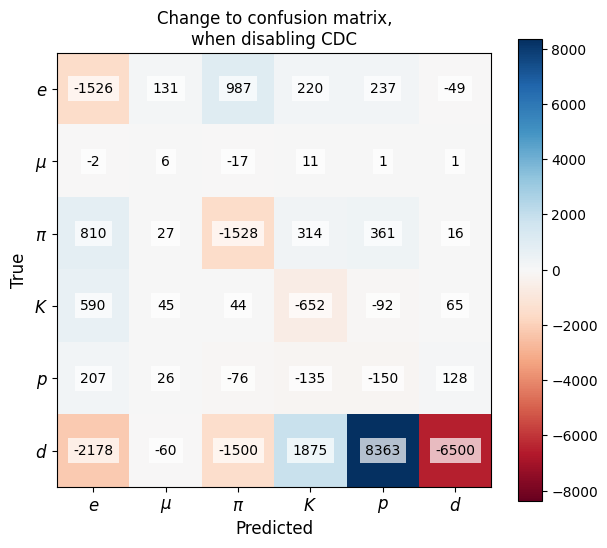 Change to confusion matrix,
when disabling CDC
e -1526 131 987 220 237 -49
μ -2 6 -17 11 1 1
π 810 27 -1528 314 361 16
K 590 45 44 -652 -92 65
p 207 26 -76 -135 -150 128
d -2178 -60 -1500 1875 8363 -6500
e μ π K p d
Predicted
True
8000
6000
4000
2000
0
−2000
−4000
−6000
−8000